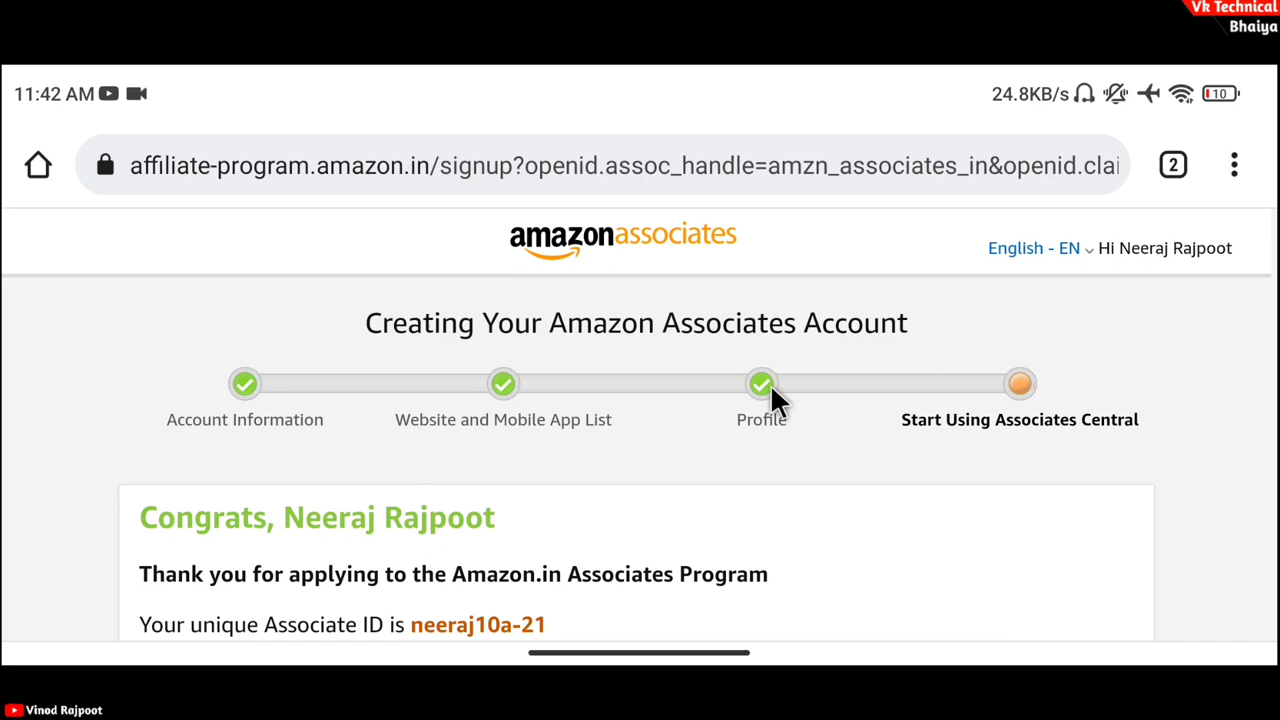 Vk Technical
Bhaiya
11:42 AM
24.8KB/s
10
affiliate-program.amazon.in/signup?openid.assoc_handle=amzn_associates_in&openid.clai
2
amazonassociates
English - EN Hi Neeraj Rajpoot
Creating Your Amazon Associates Account
Account Information
Website and Mobile App List
Profile
Start Using Associates Central
Congrats, Neeraj Rajpoot
Thank you for applying to the Amazon.in Associates Program
Your unique Associate ID is neeraj10a-21
Vinod Rajpoot